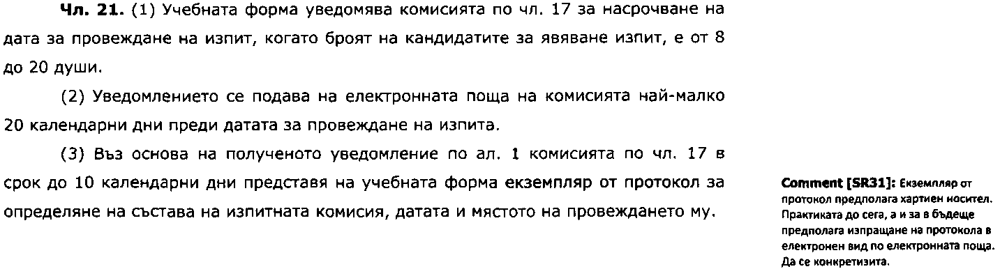 Чл. 21. (1) Учебната форма уведомява комисията по чл. 17 за насрочване на
дата за провеждане на изпит, когато броят на кандидатите за явяване изпит, е от 8
до 20 души.
(2) Уведомлението се подава на електронната поща на комисията най-малко
20 календарни дни преди датата за провеждане на изпита.
(3) Въз основа на полученото уведомление по ал. 1 комисията по чл. 17 в
срок до 10 календарни дни представя на учебната форма екземпляр от протокол за
определяне на състава на изпитната комисия, датата и мястото на провеждането му.
Comment [SR31]: Екземпляр от
протокол предполага хартиен носител.
Практиката до сега, а и за в бъдеще
предполага изпращане на протокола в
електронен вид по електронната поща.
Да се конкретизита.